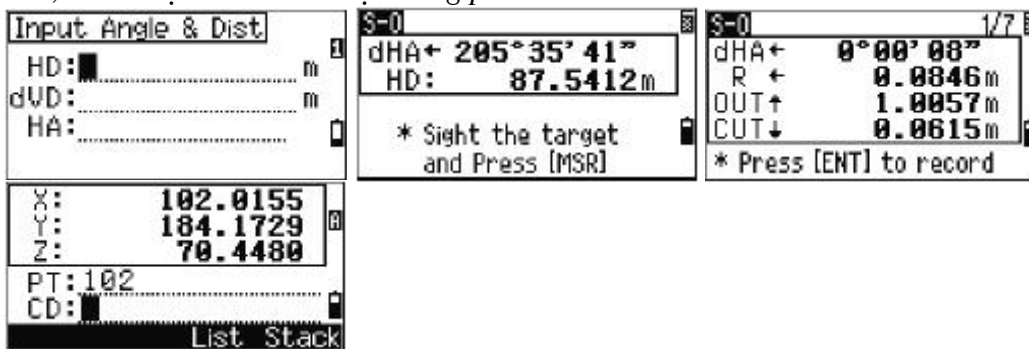 Input Angle & Dist
HD: m
dVD: m
HA:
1
S-O
dHA← 205°35'41"
HD: 87.5412m
* Sight the target
and Press [MSR]
S-O 1/7
dHA← 0°00'08"
R ← 0.0846m
OUT↑ 1.0057m
CUT↓ 0.0615m
* Press [ENT] to record
X: 102.0155
Y: 184.1729
Z: 70.4480
A
PT:102
CD:
List Stack